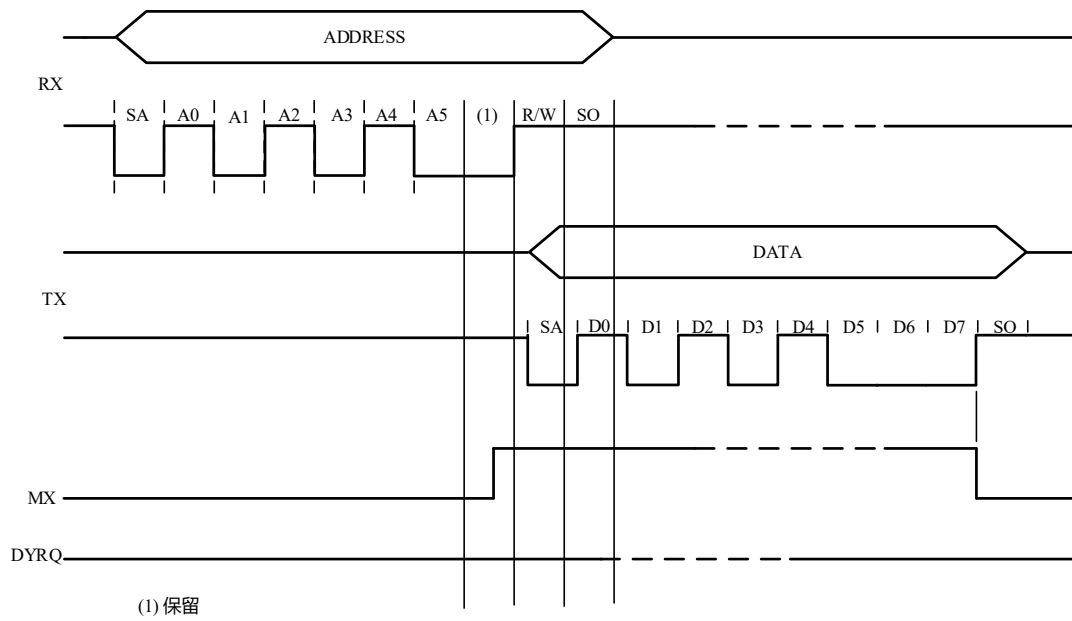 ADDRESS
RX
SA A0 A1 A2 A3 A4 A5 (1) R/W SO
DATA
TX
SA D0 D1 D2 D3 D4 D5 D6 D7 SO
MX
DYRQ
(1) 保留